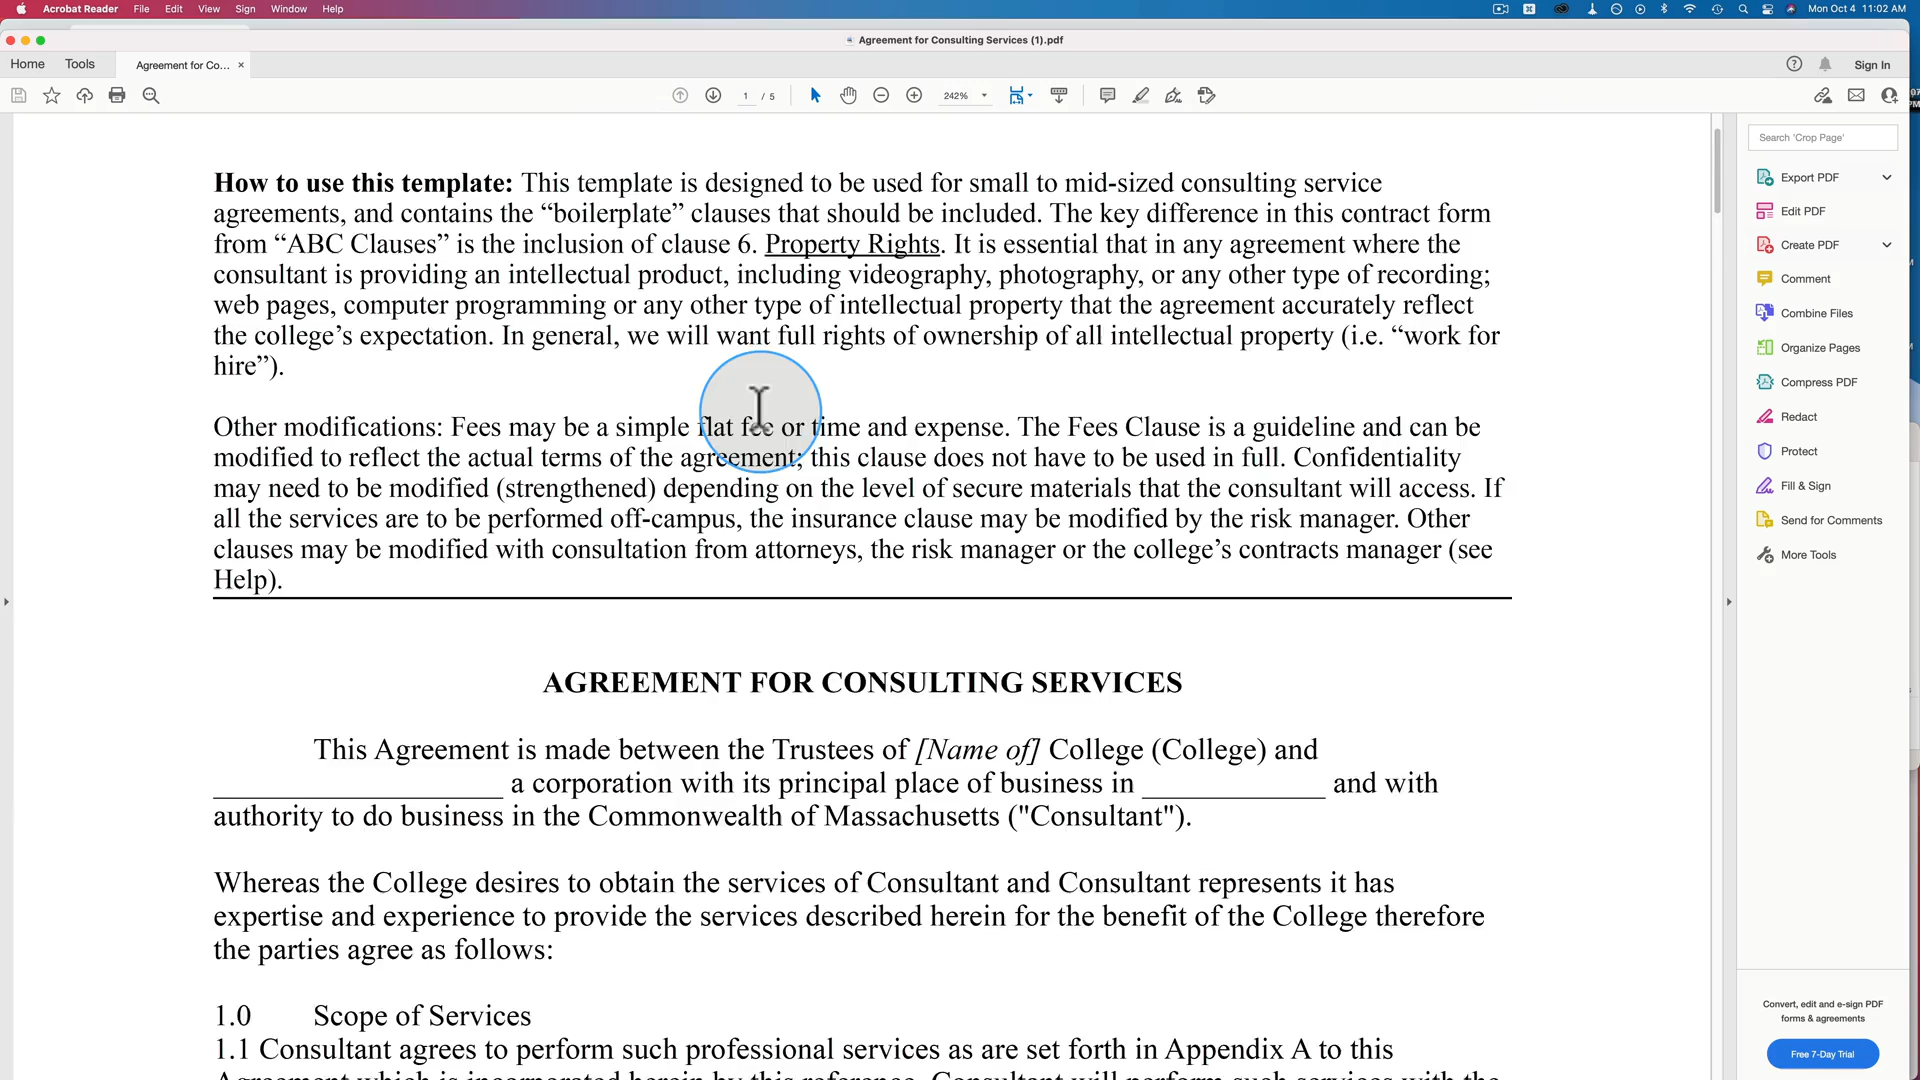 Acrobat Reader File Edit View Sign Window Help Mon Oct 4 11:02 AM
Agreement for Consulting Services (1).pdf
Home Tools Agreement for Co... × Sign In
1 / 5 242%
How to use this template: This template is designed to be used for small to mid-sized consulting service
agreements, and contains the “boilerplate” clauses that should be included. The key difference in this contract form
from “ABC Clauses” is the inclusion of clause 6. Property Rights. It is essential that in any agreement where the
consultant is providing an intellectual product, including videography, photography, or any other type of recording;
web pages, computer programming or any other type of intellectual property that the agreement accurately reflect
the college’s expectation. In general, we will want full rights of ownership of all intellectual property (i.e. “work for
hire”).
Other modifications: Fees may be a simple flat fee or time and expense. The Fees Clause is a guideline and can be
modified to reflect the actual terms of the agreement; this clause does not have to be used in full. Confidentiality
may need to be modified (strengthened) depending on the level of secure materials that the consultant will access. If
all the services are to be performed off-campus, the insurance clause may be modified by the risk manager. Other
clauses may be modified with consultation from attorneys, the risk manager or the college’s contracts manager (see
Help).
AGREEMENT FOR CONSULTING SERVICES
This Agreement is made between the Trustees of [Name of] College (College) and
____________________ a corporation with its principal place of business in _____________ and with
authority to do business in the Commonwealth of Massachusetts ("Consultant").
Whereas the College desires to obtain the services of Consultant and Consultant represents it has
expertise and experience to provide the services described herein for the benefit of the College therefore
the parties agree as follows:
1.0 Scope of Services
1.1 Consultant agrees to perform such professional services as are set forth in Appendix A to this
Agreement which is incorporated herein by this reference. Consultant will perform such services with the
Search 'Crop Page'
Export PDF
Edit PDF
Create PDF
Comment
Combine Files
Organize Pages
Compress PDF
Redact
Protect
Fill & Sign
Send for Comments
More Tools
Convert, edit and e-sign PDF
forms & agreements
Free 7-Day Trial